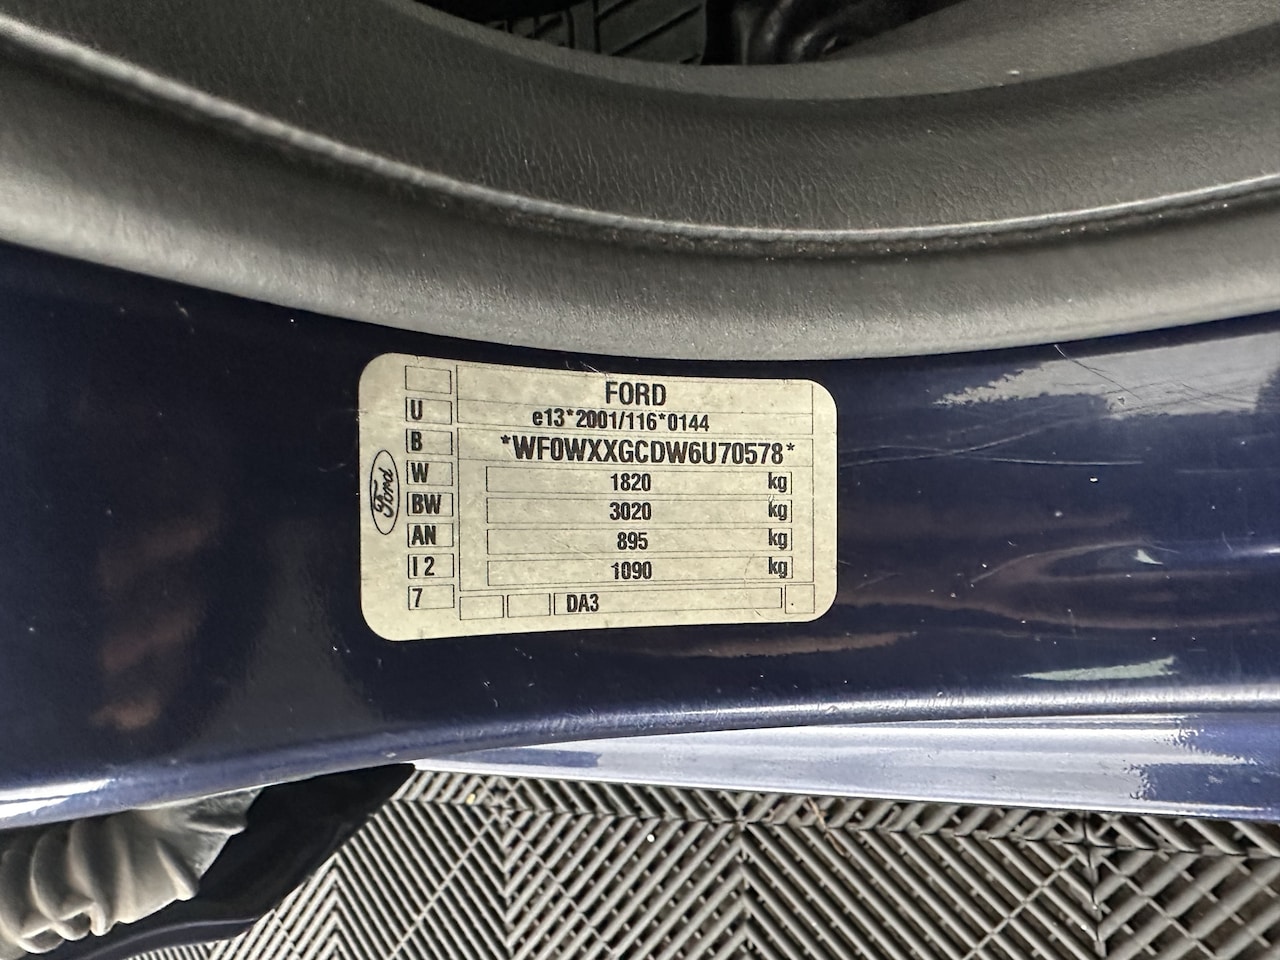 FORD
U e13*2001/116*0144
B *WF0WXXGCDW6U70578*
W 1820 kg
BW 3020 kg
AN 895 kg
I 2 1090 kg
7 DA3
Ford